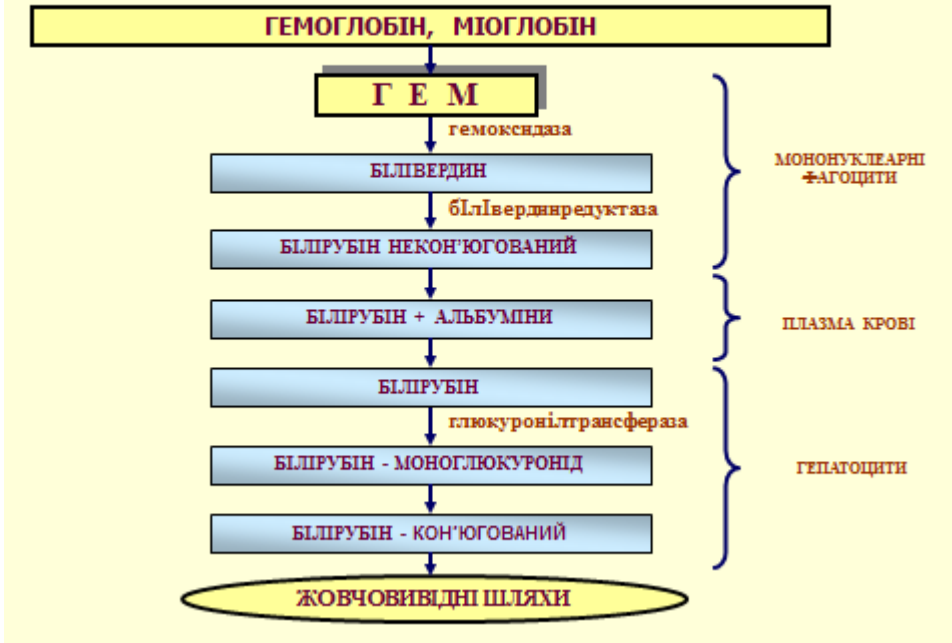 ГЕМОГЛОБІН, МІОГЛОБІН
Г Е М
гемоксидаза
БІЛІВЕРДИН
МОНОНУКЛЕАРНІ
ФАГОЦИТИ
бІлІвердинредуктаза
БІЛІРУБІН НЕКОН'ЮГОВАНИЙ
БІЛІРУБІН + АЛЬБУМІНИ
ПЛАЗМА КРОВІ
БІЛІРУБІН
глюкуронілтрансфераза
БІЛІРУБІН - МОНОГЛЮКУРОНІД
ГЕПАТОЦИТИ
БІЛІРУБІН - КОН'ЮГОВАНИЙ
ЖОВЧОВИВІДНІ ШЛЯХИ